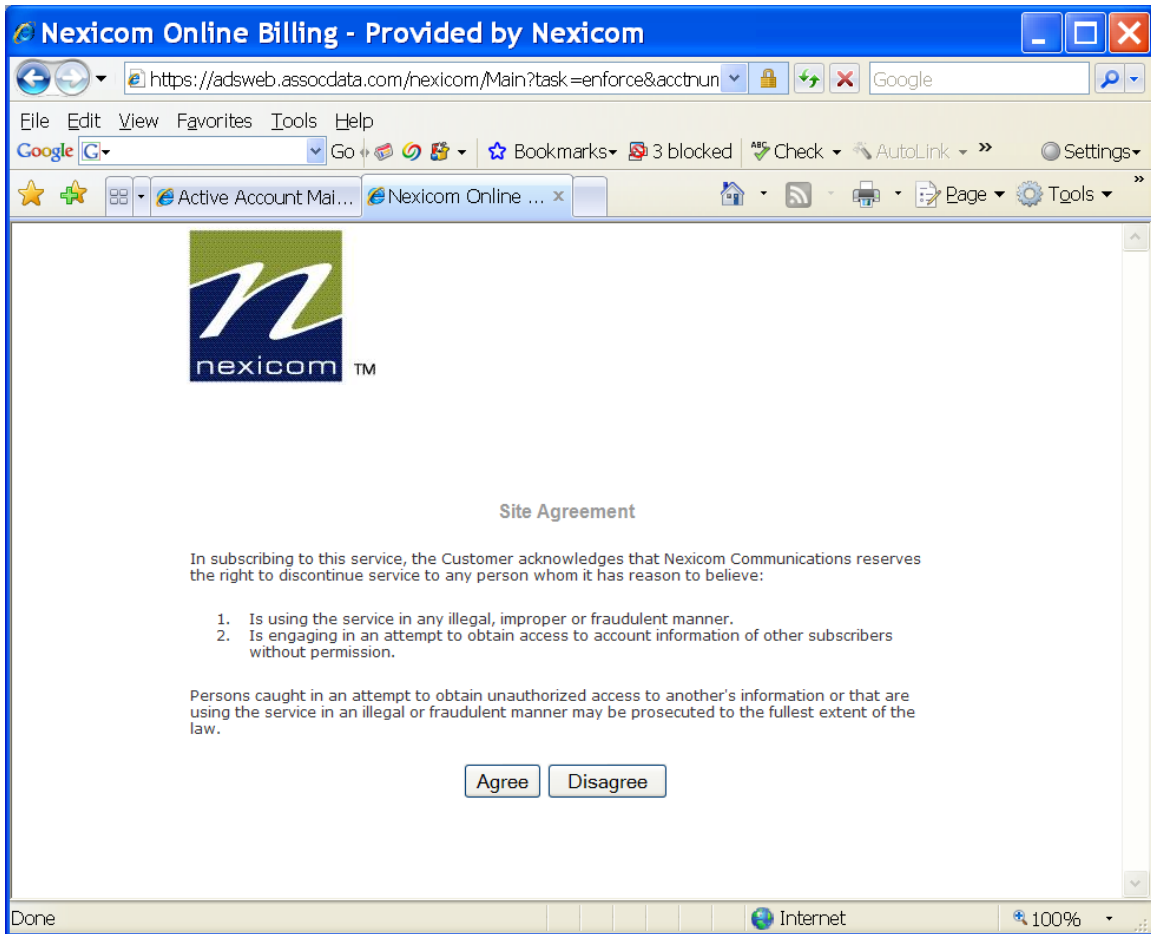 Nexicom Online Billing - Provided by Nexicom
https://adsweb.assocdata.com/nexicom/Main?task=enforce&acctnun
Google
File Edit View Favorites Tools Help
Google G Go Bookmarks 3 blocked ABC Check AutoLink » Settings
Active Account Mai... Nexicom Online ... x Page Tools »
nexicom TM
Site Agreement
In subscribing to this service, the Customer acknowledges that Nexicom Communications reserves
the right to discontinue service to any person whom it has reason to believe:
1. Is using the service in any illegal, improper or fraudulent manner.
2. Is engaging in an attempt to obtain access to account information of other subscribers
without permission.
Persons caught in an attempt to obtain unauthorized access to another's information or that are
using the service in an illegal or fraudulent manner may be prosecuted to the fullest extent of the
law.
Agree Disagree
Done Internet 100%